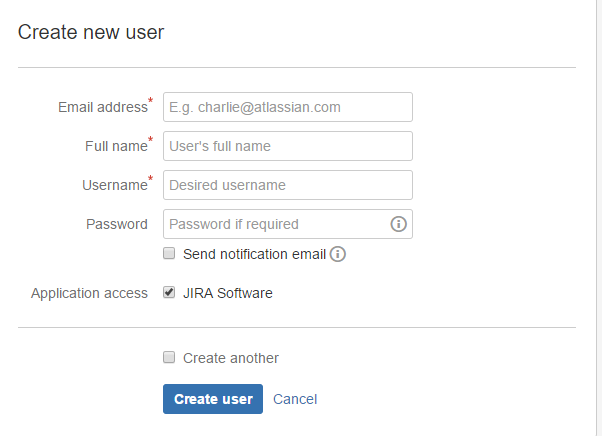 Create new user
Email address* E.g. charlie@atlassian.com
Full name* User's full name
Username* Desired username
Password Password if required
Send notification email
Application access JIRA Software
Create another
Create user Cancel